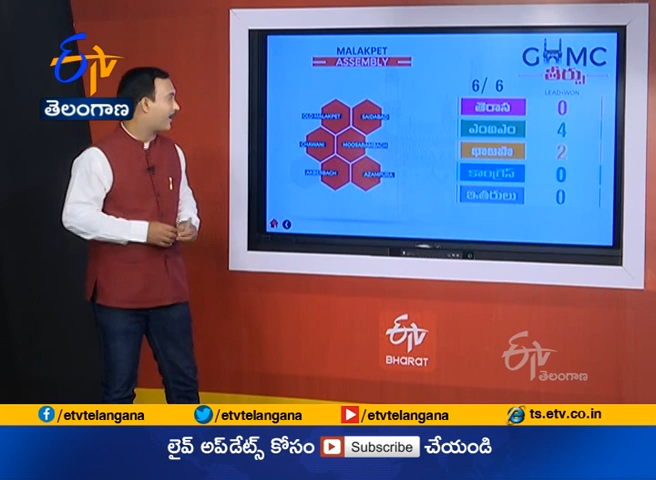 ETV
తెలంగాణ
MALAKPET
ASSEMBLY
GHMC
తీర్పు
LEAD+WON
6/ 6
OLD MALAKPET
SAIDABAD
CHAWANI
MOOSARAMBAGH
AKBERBAGH
AZAMPURA
తెరాస 0
ఎంఐఎం 4
భాజపా 2
కాంగ్రెస్ 0
ఇతరులు 0
ETV
BHARAT
ETV
తెలంగాణ
/etvtelangana
/etvtelangana
/etvtelangana
ts.etv.co.in
లైవ్ అప్‌డేట్స్ కోసం Subscribe చేయండి